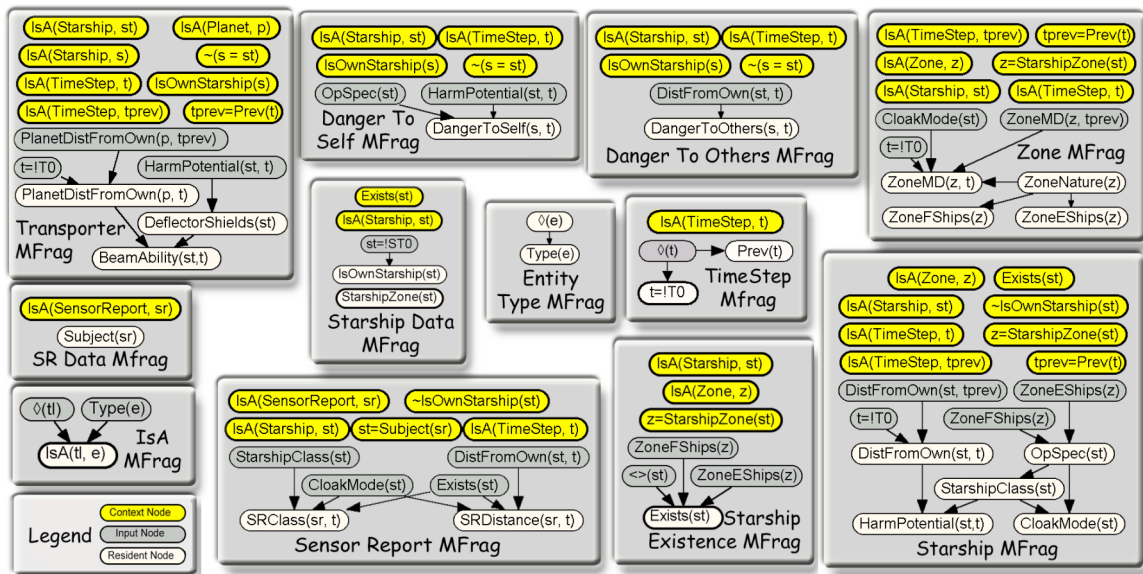 IsA(Starship, st)
IsA(Planet, p)
IsA(Starship, s)
~(s = st)
IsA(TimeStep, t)
IsOwnStarship(s)
IsA(TimeStep, tprev)
tprev=Prev(t)
PlanetDistFromOwn(p, tprev)
t=!T0
HarmPotential(st, t)
PlanetDistFromOwn(p, t)
DeflectorShields(st)
Transporter
MFrag
BeamAbility(st,t)
IsA(Starship, st)
IsA(TimeStep, t)
IsOwnStarship(s)
~(s = st)
OpSpec(st)
HarmPotential(st, t)
Danger To
Self MFrag
DangerToSelf(s, t)
IsA(Starship, st)
IsA(TimeStep, t)
IsOwnStarship(s)
~(s = st)
DistFromOwn(st, t)
DangerToOthers(s, t)
Danger To Others MFrag
IsA(TimeStep, tprev)
tprev=Prev(t)
IsA(Zone, z)
z=StarshipZone(st)
IsA(Starship, st)
IsA(TimeStep, t)
CloakMode(st)
ZoneMD(z, tprev)
t=!T0
Zone MFrag
ZoneMD(z, t)
ZoneNature(z)
ZoneFShips(z)
ZoneEShips(z)
Exists(st)
IsA(Starship, st)
st=!ST0
IsOwnStarship(st)
StarshipZone(st)
Starship Data
MFrag
◊(e)
Type(e)
Entity
Type MFrag
IsA(TimeStep, t)
◊(t)
Prev(t)
t=!T0
TimeStep
Mfrag
IsA(SensorReport, sr)
Subject(sr)
SR Data Mfrag
◊(tl)
Type(e)
IsA(tl, e)
IsA
MFrag
Legend
Context Node
Input Node
Resident Node
IsA(SensorReport, sr)
~IsOwnStarship(st)
IsA(Starship, st)
st=Subject(sr)
IsA(TimeStep, t)
StarshipClass(st)
DistFromOwn(st, t)
CloakMode(st)
Exists(st)
SRClass(sr, t)
SRDistance(sr, t)
Sensor Report MFrag
IsA(Starship, st)
IsA(Zone, z)
z=StarshipZone(st)
ZoneFShips(z)
<>(st)
ZoneEShips(z)
Exists(st)
Starship
Existence MFrag
IsA(Zone, z)
Exists(st)
IsA(Starship, st)
~IsOwnStarship(st)
IsA(TimeStep, t)
z=StarshipZone(st)
IsA(TimeStep, tprev)
tprev=Prev(t)
DistFromOwn(st, tprev)
ZoneEShips(z)
t=!T0
ZoneFShips(z)
DistFromOwn(st, t)
OpSpec(st)
StarshipClass(st)
HarmPotential(st,t)
CloakMode(st)
Starship MFrag